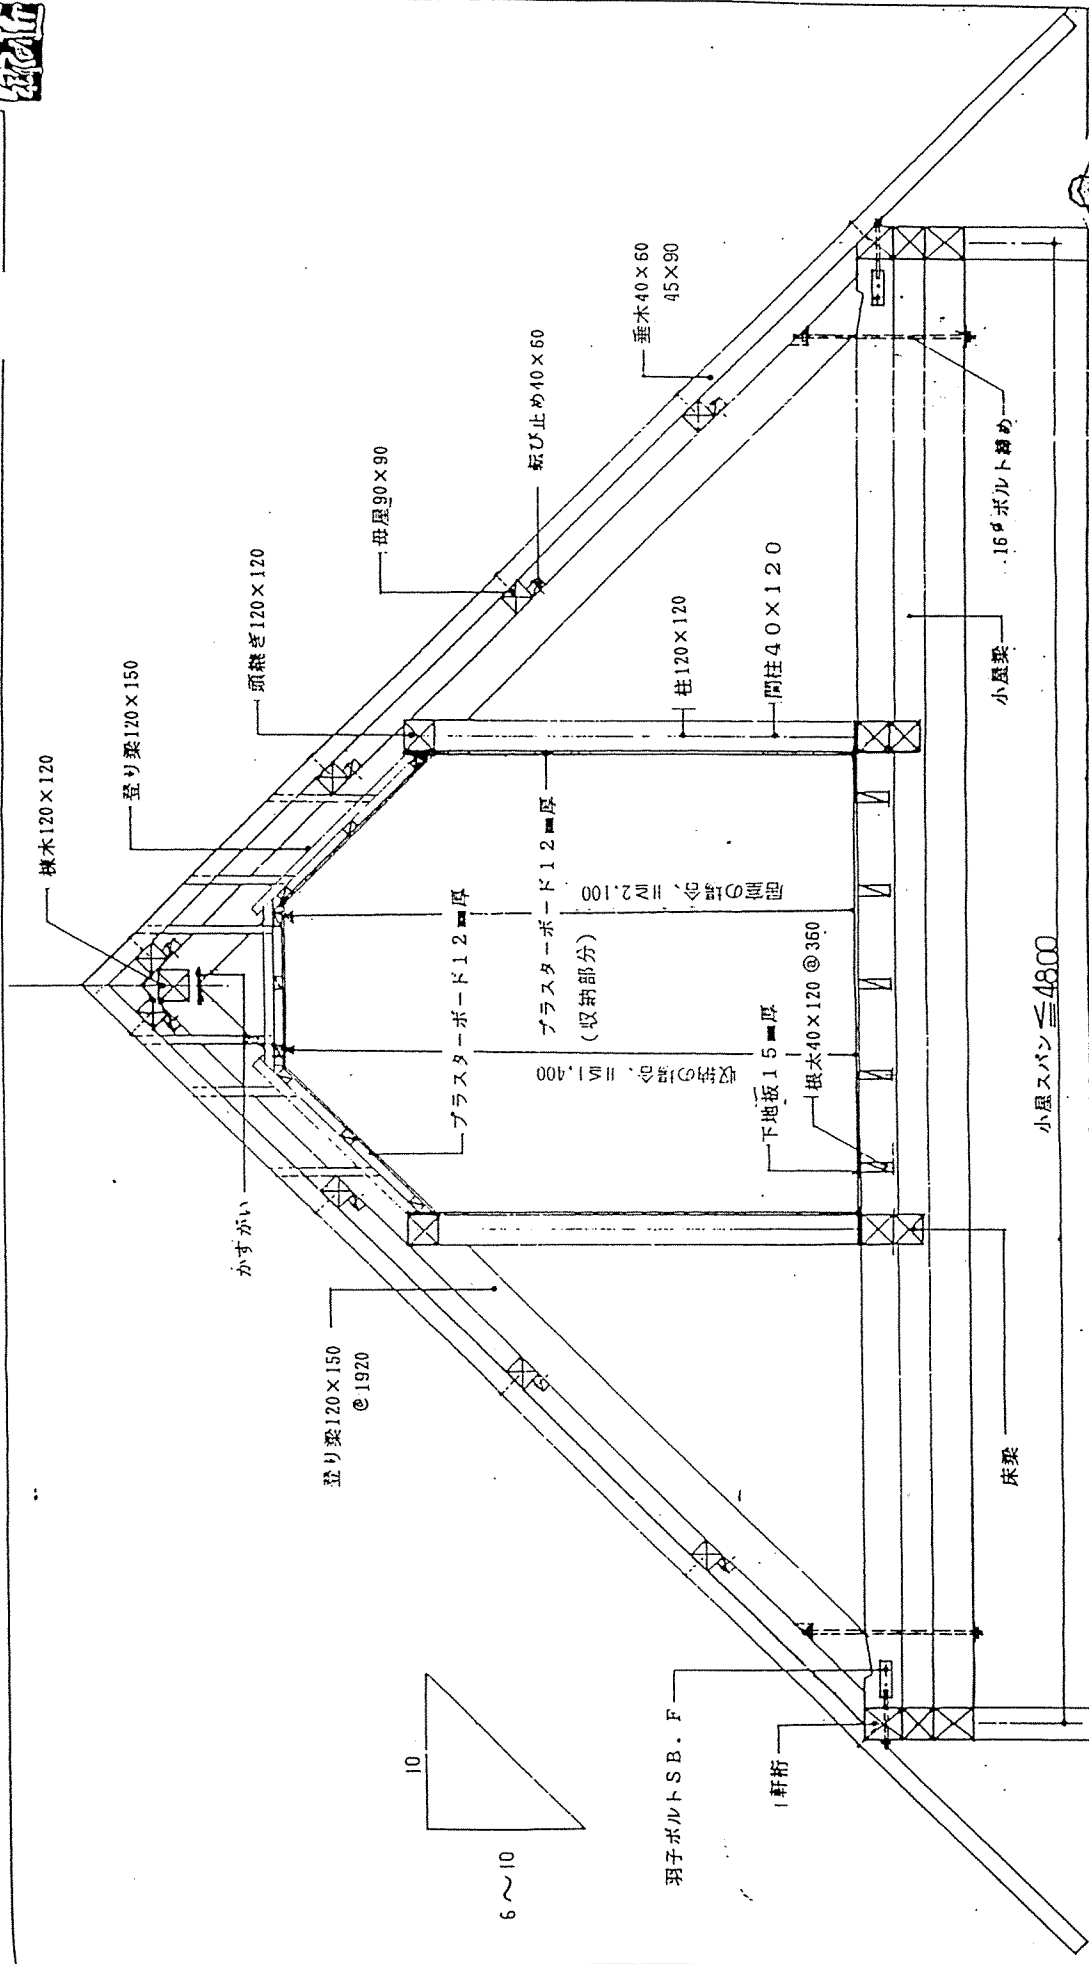 棟木120×120
登り梁120×150
頭継ぎ120×120
母屋90×90
転び止め40×60
垂木40×60
45×90
かすがい
登り梁120×150
@1920
プラスターボード12㎜厚
プラスターボード12㎜厚
(収納部分)
柱120×120
間柱40×120
居室の場合、H≧2.100
収納の場合、H≦1.400
下地板15㎜厚
根太40×120 @360
16φボルト締め
小屋梁
床梁
小屋スパン≦4800
10
6～10
羽子ボルトSB.F
軒桁